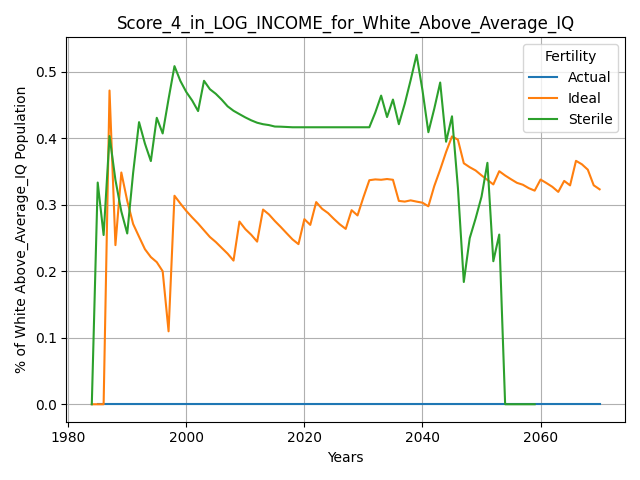 Score_4_in_LOG_INCOME_for_White_Above_Average_IQ
% of White Above_Average_IQ Population
0.5
0.4
0.3
0.2
0.1
0.0
Fertility
Actual
Ideal
Sterile
1980
2000
2020
2040
2060
Years